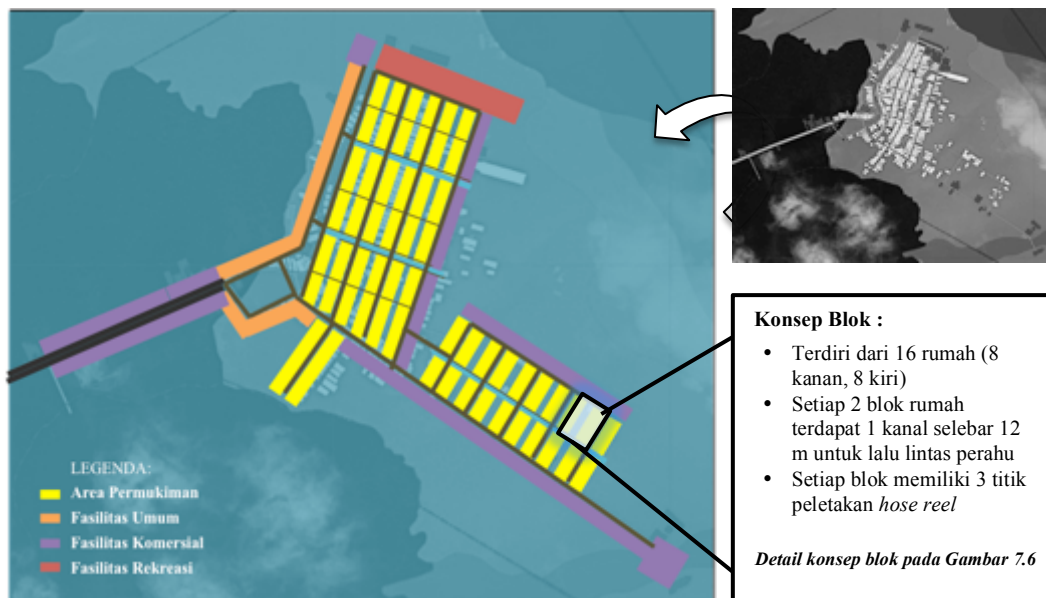 LEGENDA:
Area Permukiman
Fasilitas Umum
Fasilitas Komersial
Fasilitas Rekreasi
Konsep Blok :
• Terdiri dari 16 rumah (8
kanan, 8 kiri)
• Setiap 2 blok rumah
terdapat 1 kanal selebar 12
m untuk lalu lintas perahu
• Setiap blok memiliki 3 titik
peletakan hose reel
Detail konsep blok pada Gambar 7.6